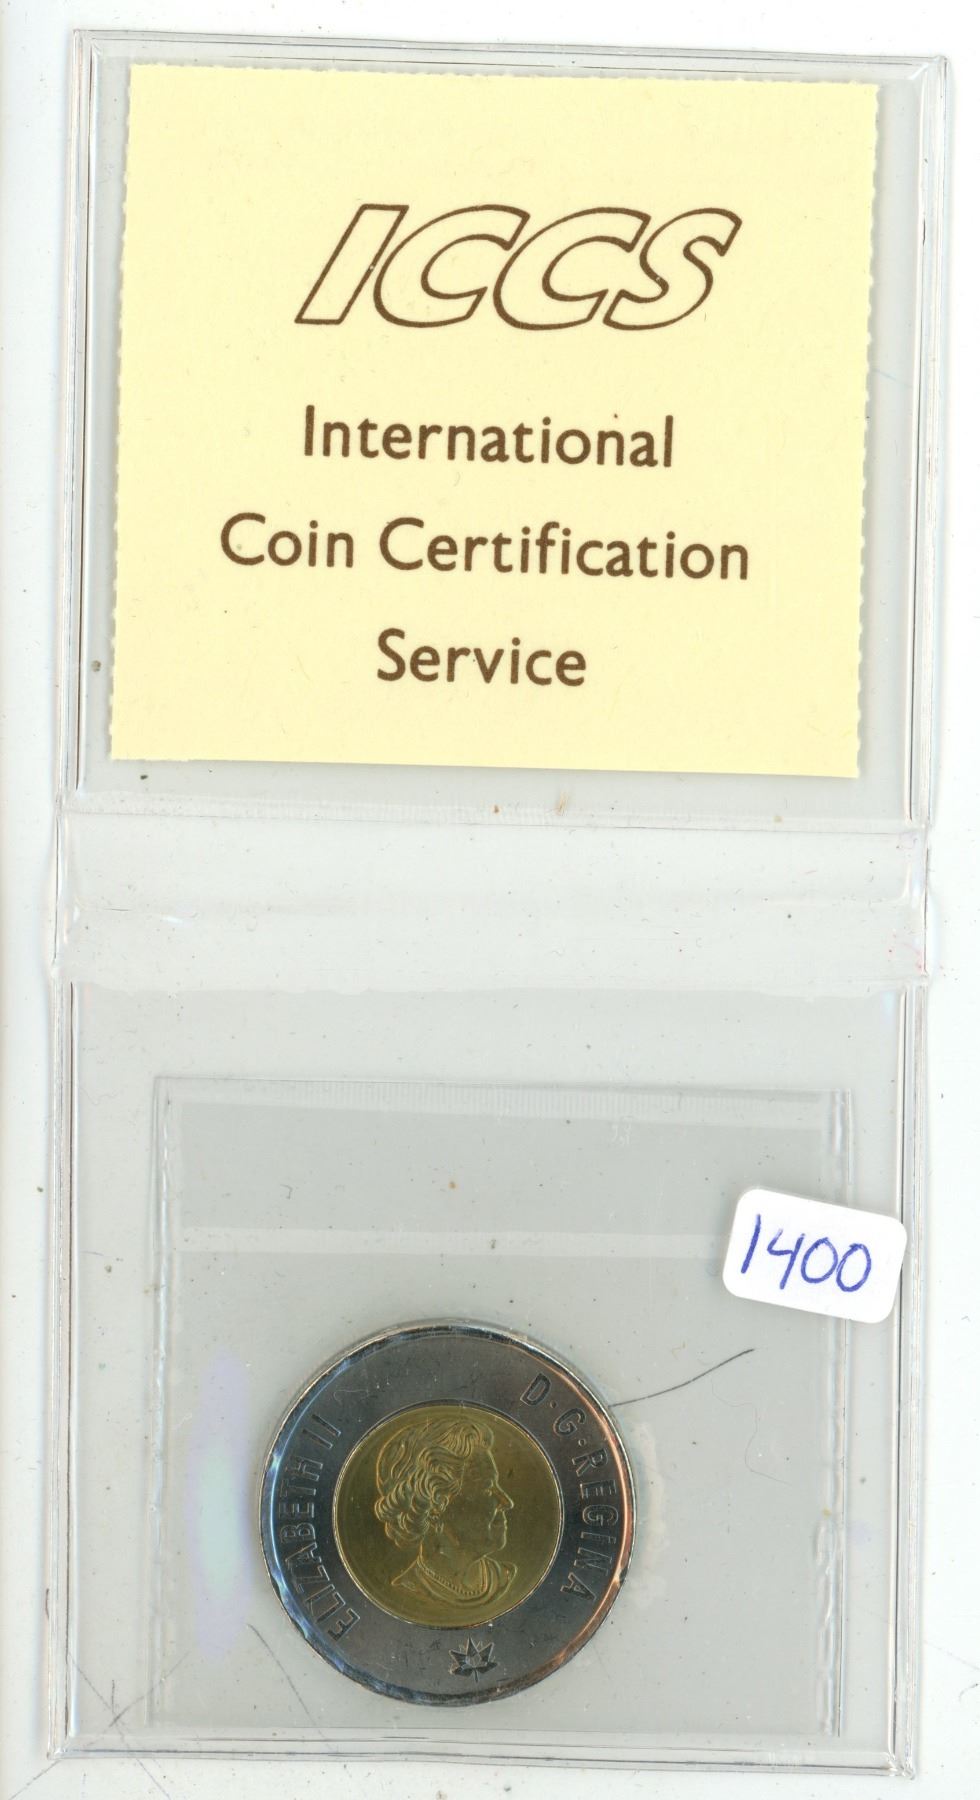 ICCS
International
Coin Certification
Service
1400
ELIZABETH II
D·G·REGINA